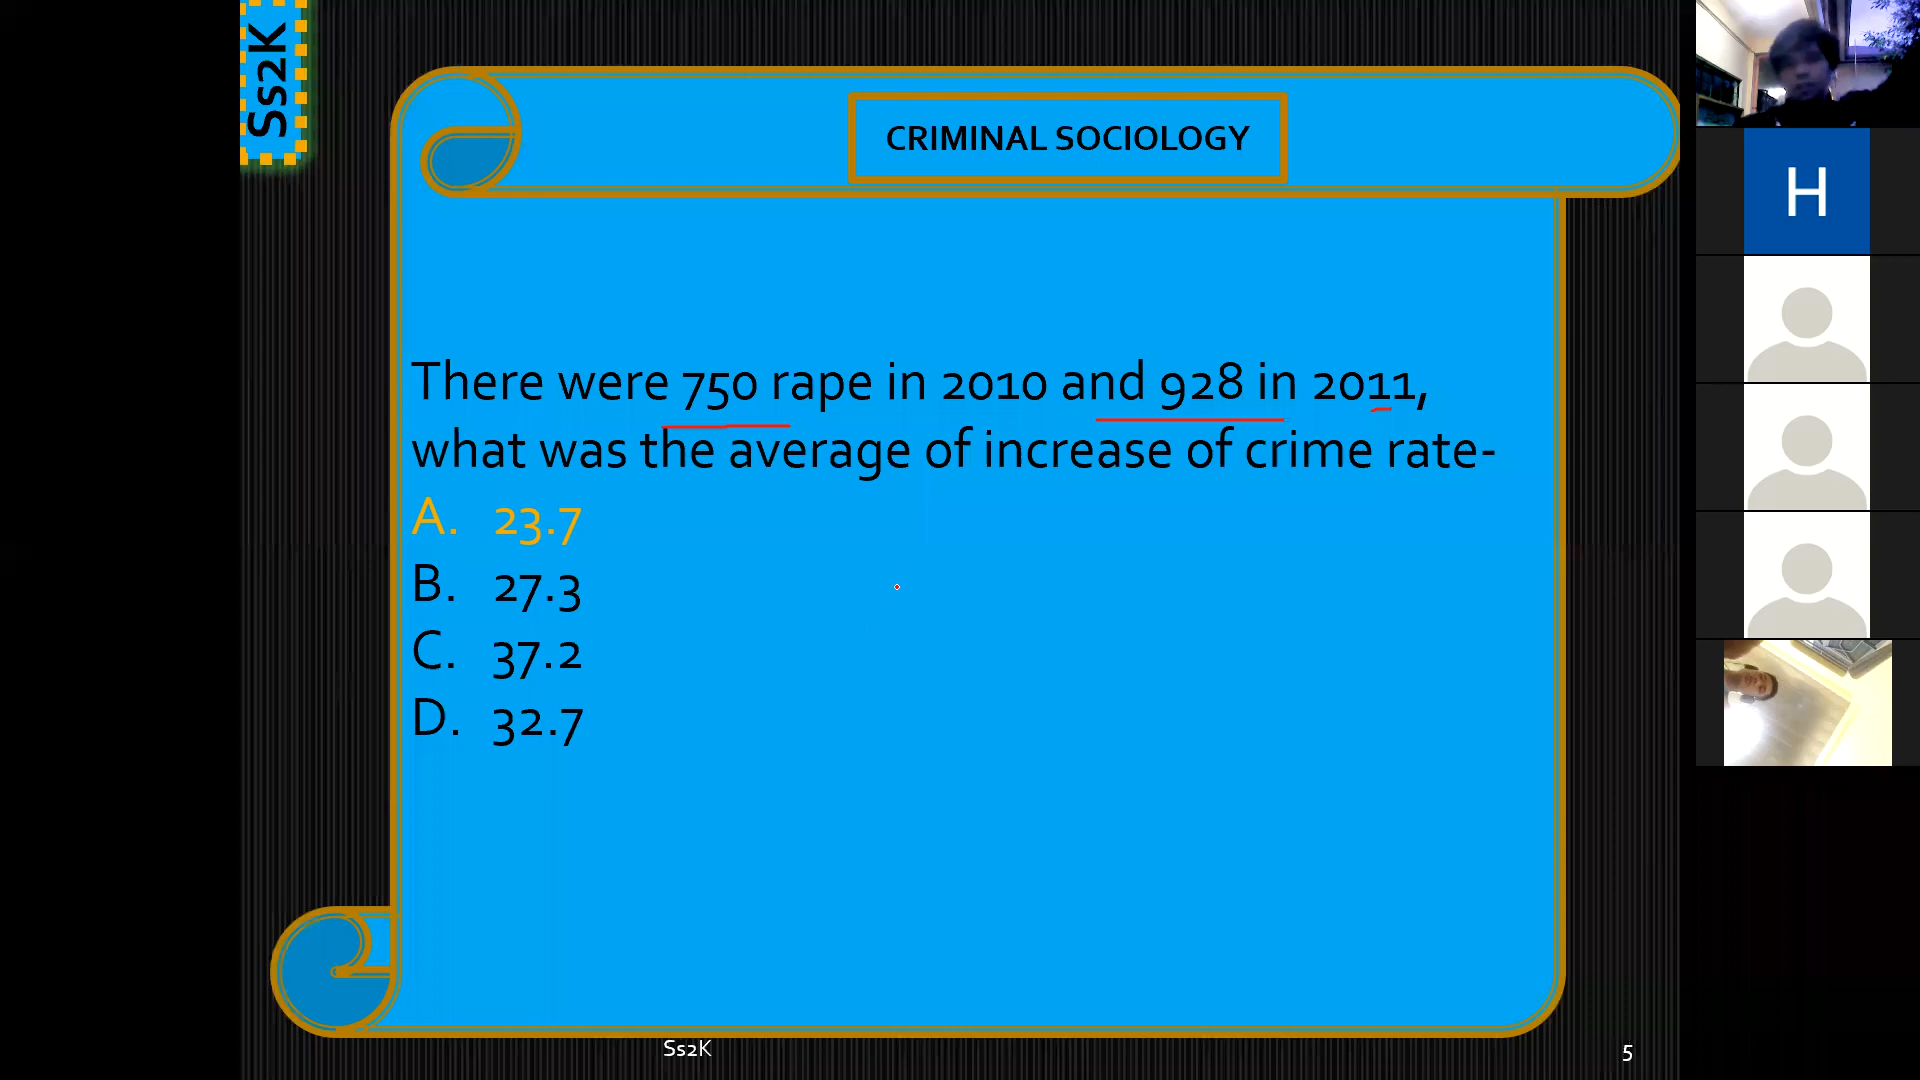 Ss2K
CRIMINAL SOCIOLOGY
H
There were 750 rape in 2010 and 928 in 2011,
what was the average of increase of crime rate-
A. 23.7
B. 27.3
C. 37.2
D. 32.7
Ss2K
5